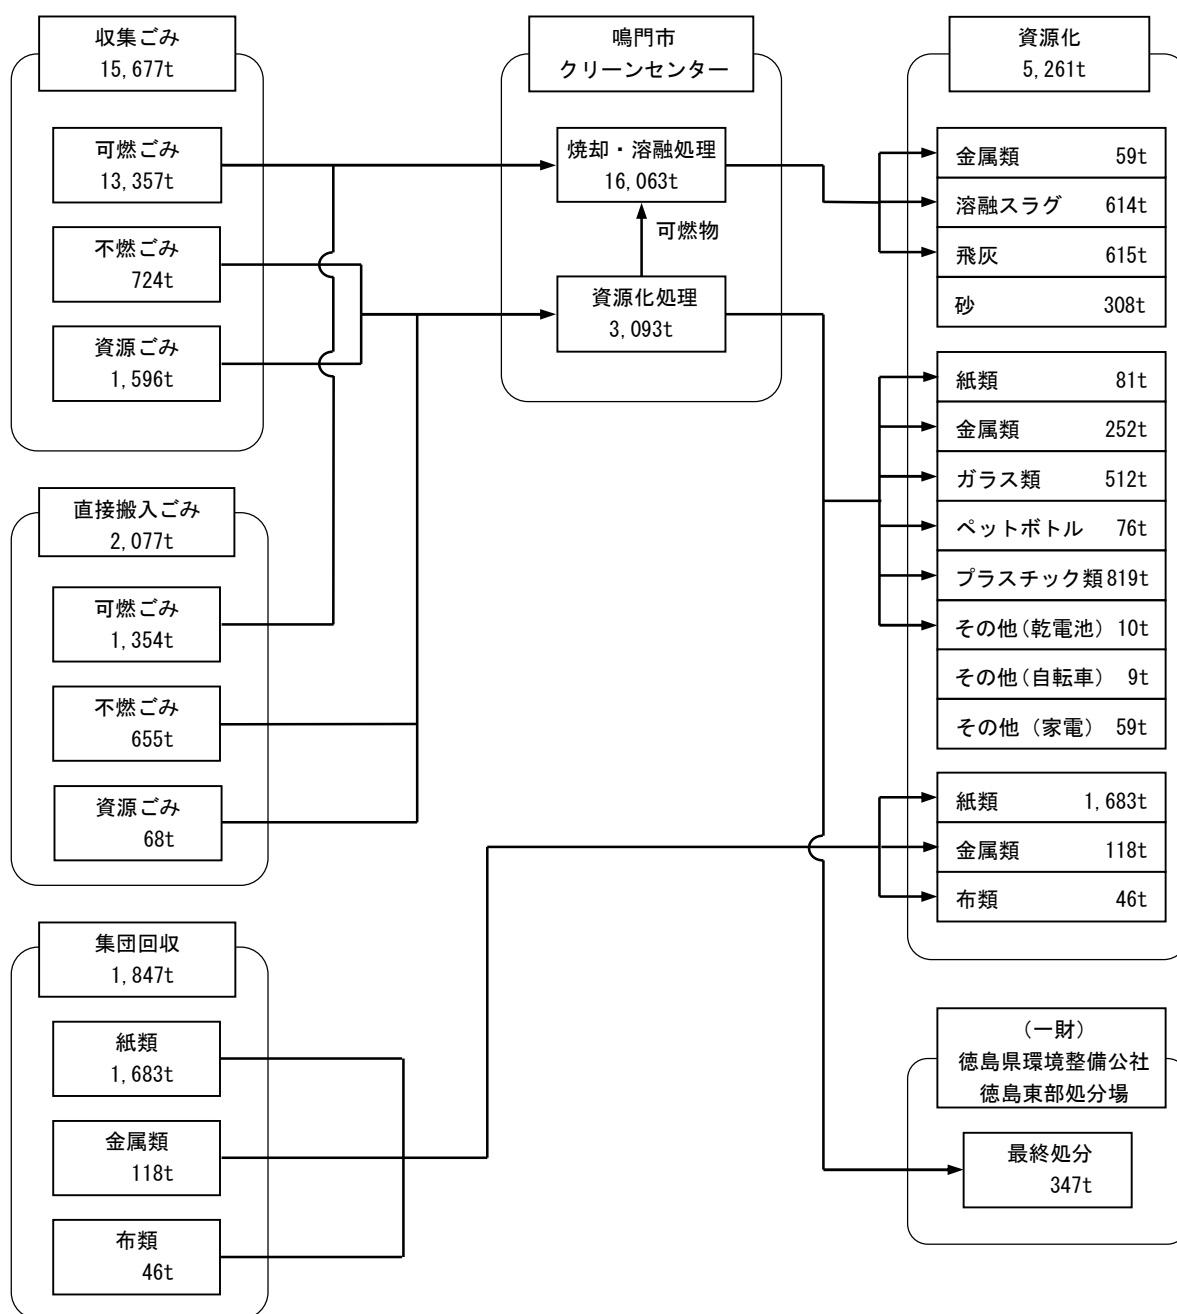 収集ごみ
15,677t
可燃ごみ
13,357t
不燃ごみ
724t
資源ごみ
1,596t
直接搬入ごみ
2,077t
可燃ごみ
1,354t
不燃ごみ
655t
資源ごみ
68t
集団回収
1,847t
紙類
1,683t
金属類
118t
布類
46t
鳴門市
クリーンセンター
焼却・溶融処理
16,063t
可燃物
資源化処理
3,093t
資源化
5,261t
金属類 59t
溶融スラグ 614t
飛灰 615t
砂 308t
紙類 81t
金属類 252t
ガラス類 512t
ペットボトル 76t
プラスチック類 819t
その他(乾電池) 10t
その他(自転車) 9t
その他(家電) 59t
紙類 1,683t
金属類 118t
布類 46t
(一財)
徳島県環境整備公社
徳島東部処分場
最終処分
347t